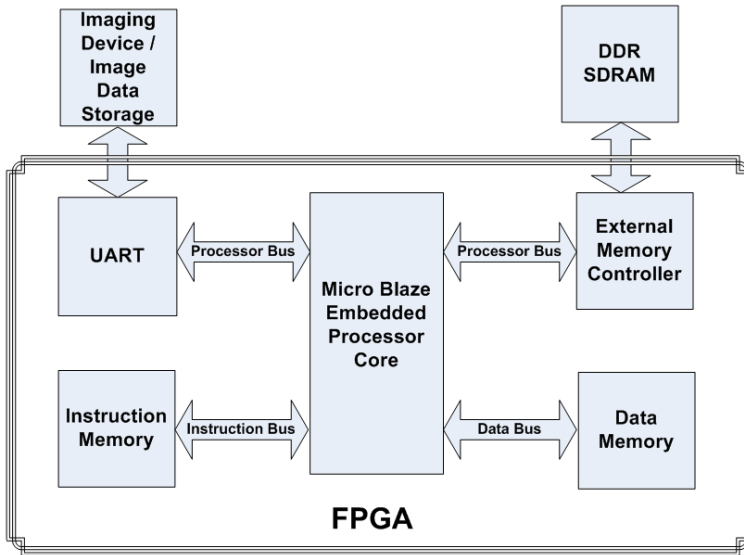 Imaging
Device /
Image
Data
Storage
DDR
SDRAM
UART
Processor Bus
Micro Blaze
Embedded
Processor
Core
Processor Bus
External
Memory
Controller
Instruction
Memory
Instruction Bus
Data Bus
Data
Memory
FPGA